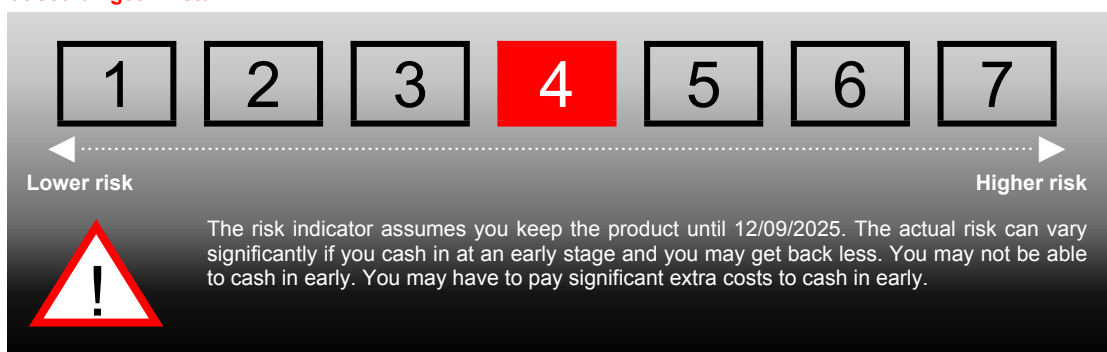 1 2 3 4 5 6 7
Lower risk Higher risk
The risk indicator assumes you keep the product until 12/09/2025. The actual risk can vary
significantly if you cash in at an early stage and you may get back less. You may not be able
to cash in early. You may have to pay significant extra costs to cash in early.
!